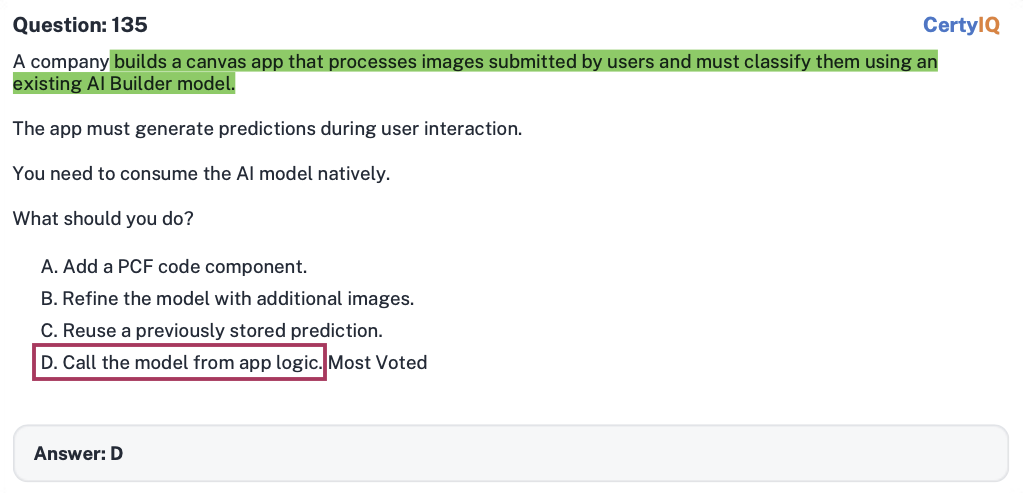 Question: 135
CertyIQ
A company builds a canvas app that processes images submitted by users and must classify them using an
existing AI Builder model.
The app must generate predictions during user interaction.
You need to consume the AI model natively.
What should you do?
A. Add a PCF code component.
B. Refine the model with additional images.
C. Reuse a previously stored prediction.
D. Call the model from app logic. Most Voted
Answer: D